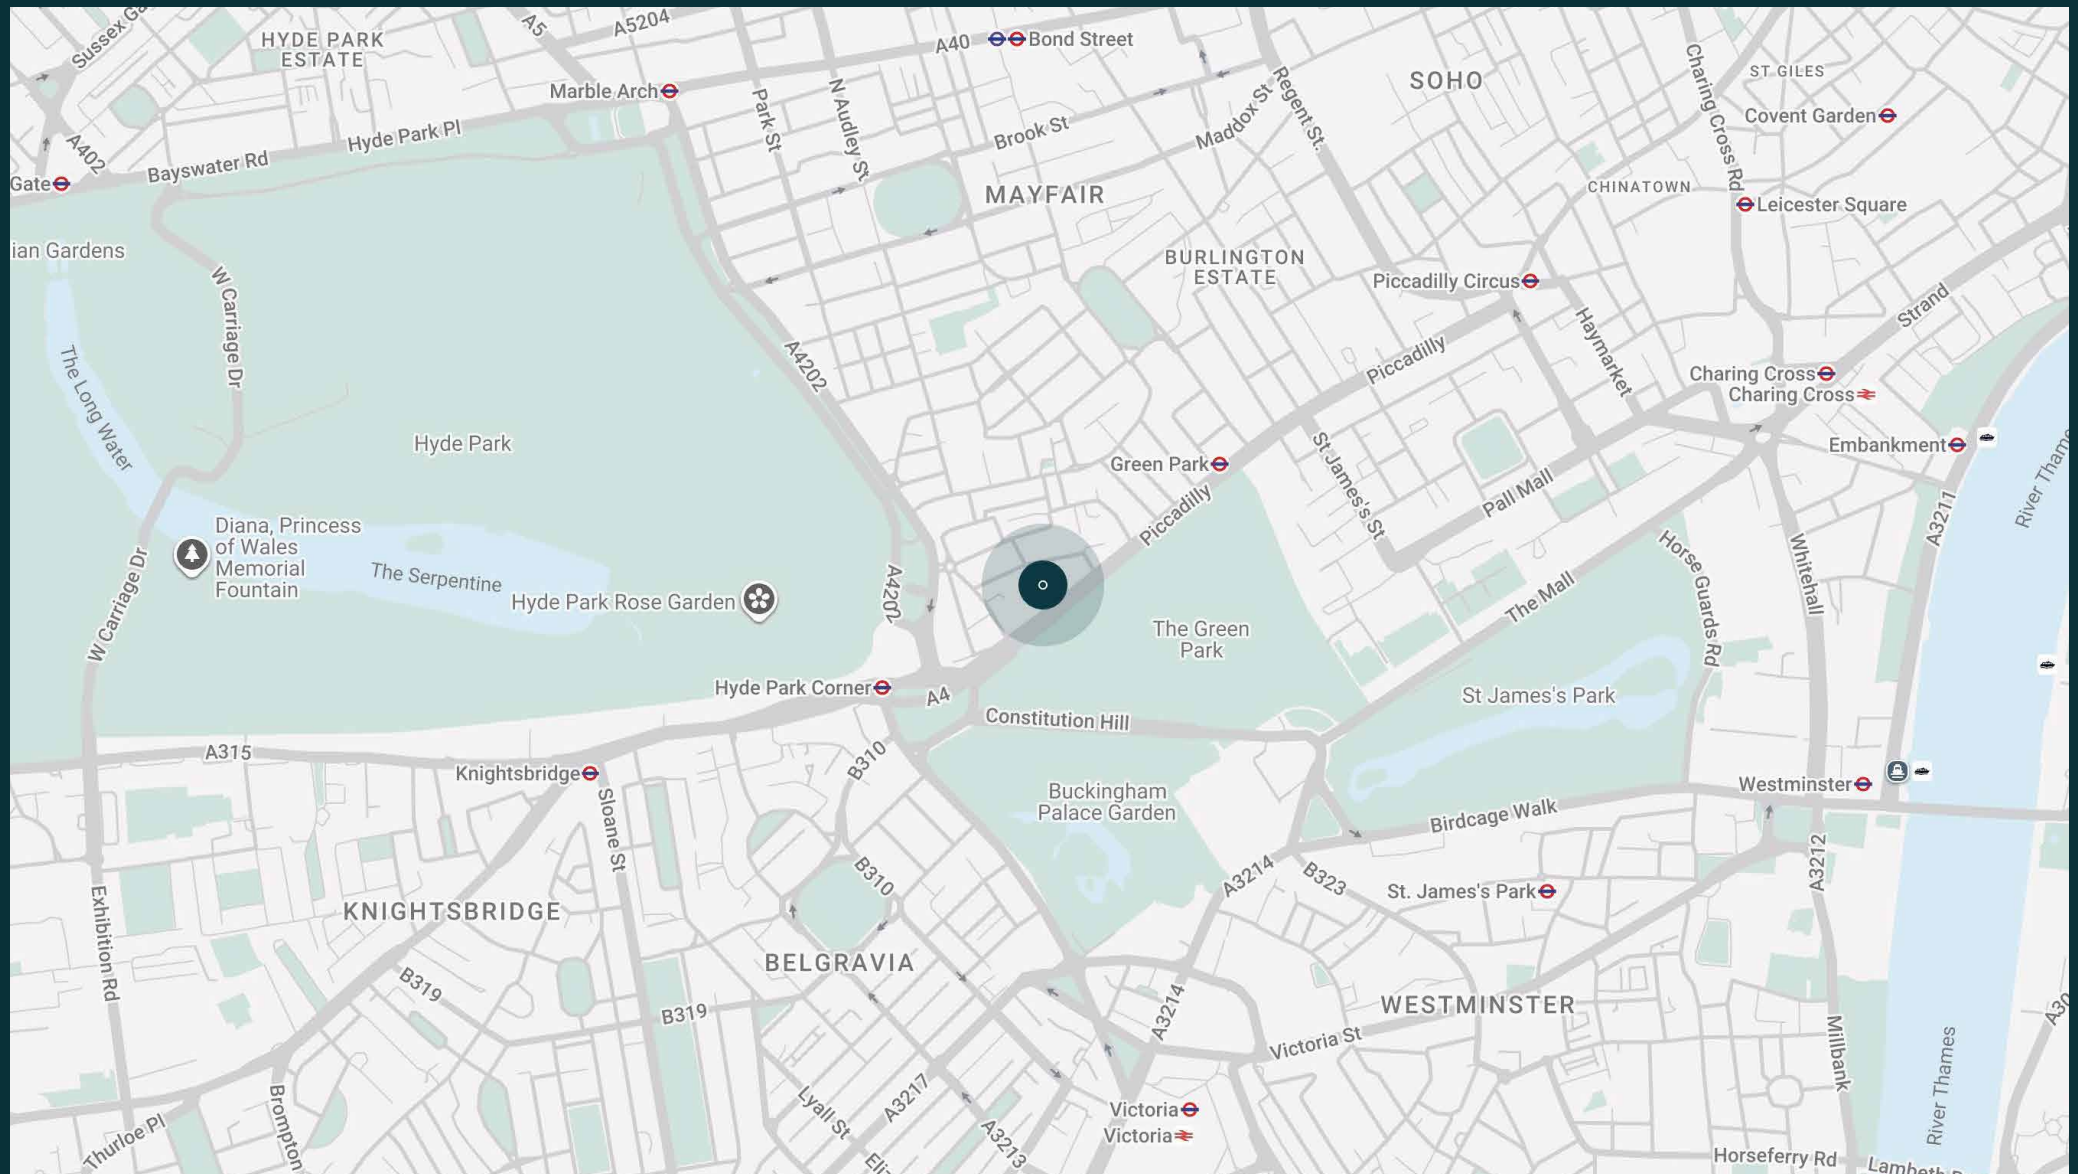 Sussex Ga
HYDE PARK
ESTATE
A5
A5204
A40
Bond Street
Marble Arch
Park St
N Audley St
Regent St.
SOHO
Charing Cross Rd
ST GILES
Covent Garden
A402
Hyde Park Pl
Bayswater Rd
Brook St
Maddox St
Gate
MAYFAIR
CHINATOWN
Leicester Square
ian Gardens
W Carriage Dr
BURLINGTON
ESTATE
Piccadilly Circus
Haymarket
Strand
The Long Water
A4202
Piccadilly
Charing Cross
Charing Cross
Hyde Park
Green Park
St James's St
Pall Mall
Embankment
River Thame
Diana, Princess
of Wales
Memorial
Fountain
Piccadilly
A3211
The Serpentine
Hyde Park Rose Garden
A4202
W Carriage Dr
The Mall
Horse Guards Rd
Whitehall
The Green
Park
Hyde Park Corner
A4
Constitution Hill
St James's Park
A315
Knightsbridge
B310
Sloane St
Buckingham
Palace Garden
Westminster
Birdcage Walk
Exhibition Rd
KNIGHTSBRIDGE
B310
A3214
B323
St. James's Park
A3212
BELGRAVIA
B319
B319
A3214
WESTMINSTER
Victoria St
Millbank
River Thames
A30
Brompton
Thurloe Pl
Lyall St
A3217
A3213
Victoria
Victoria
Eli
Horseferry Rd